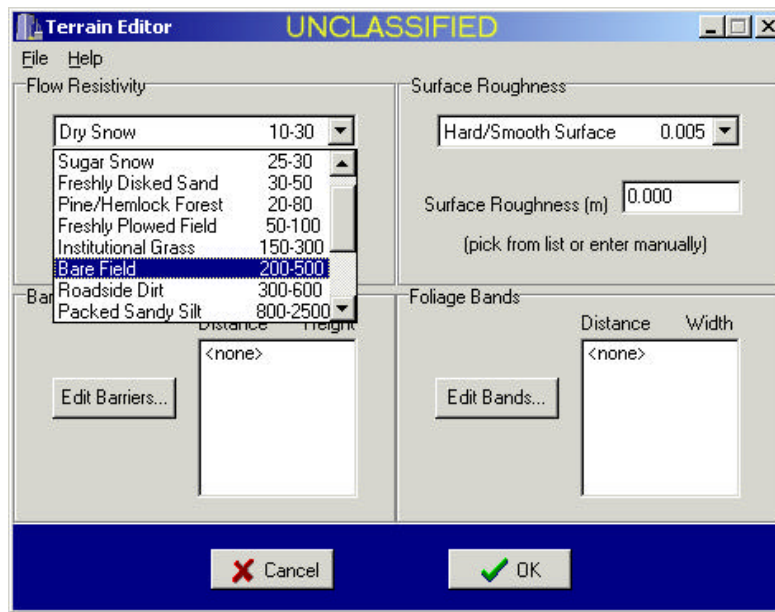 Terrain Editor UNCLASSIFIED
File Help
Flow Resistivity
Dry Snow 10-30
Sugar Snow 25-30
Freshly Disked Sand 30-50
Pine/Hemlock Forest 20-80
Freshly Plowed Field 50-100
Institutional Grass 150-300
Bare Field 200-500
Roadside Dirt 300-600
Packed Sandy Silt 800-2500
Surface Roughness
Hard/Smooth Surface 0.005
Surface Roughness (m) 0.000
(pick from list or enter manually)
Distance Height
<none>
Edit Barriers...
Foliage Bands
Distance Width
<none>
Edit Bands...
Cancel OK